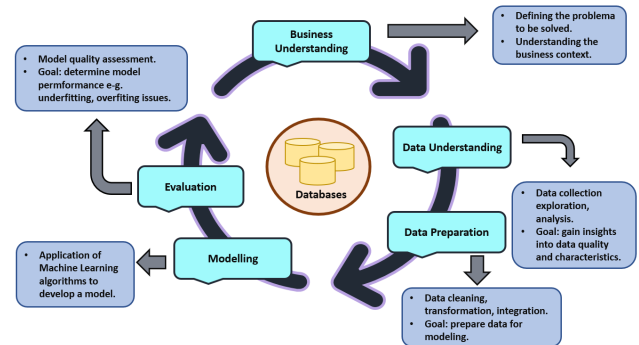 Business
Understanding
• Defining the problema
to be solved.
• Understanding the
business context.
• Model quality assessment.
• Goal: determine model
permformance e.g.
underfitting, overfiting issues.
Data Understanding
Evaluation
Databases
• Data collection
exploration,
analysis.
• Goal: gain insights
into data quality
and characteristics.
Data Preparation
Modelling
• Application of
Machine Learning
algorithms to
develop a model.
• Data cleaning,
transformation, integration.
• Goal: prepare data for
modeling.